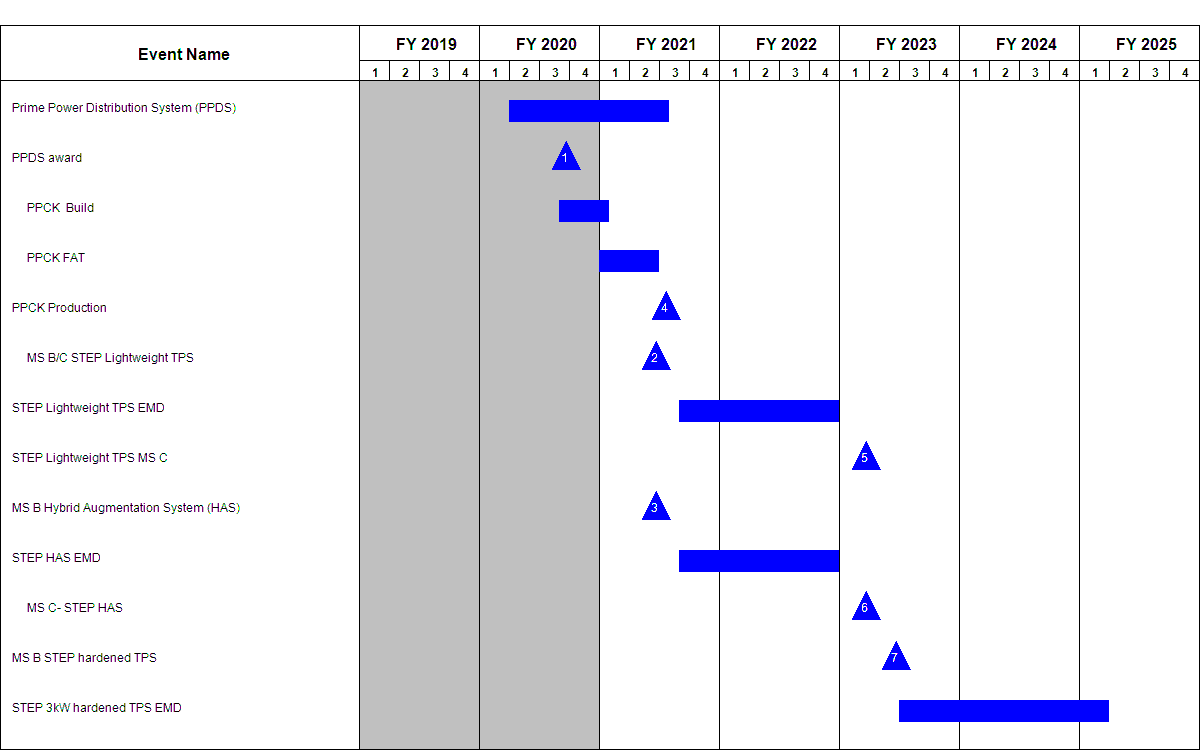 Event Name FY 2019 FY 2020 FY 2021 FY 2022 FY 2023 FY 2024 FY 2025
1 2 3 4 1 2 3 4 1 2 3 4 1 2 3 4 1 2 3 4 1 2 3 4 1 2 3 4
Prime Power Distribution System (PPDS)
PPDS award 1
PPCK Build
PPCK FAT
PPCK Production 4
MS B/C STEP Lightweight TPS 2
STEP Lightweight TPS EMD
STEP Lightweight TPS MS C 5
MS B Hybrid Augmentation System (HAS) 3
STEP HAS EMD
MS C- STEP HAS 6
MS B STEP hardened TPS 7
STEP 3kW hardened TPS EMD